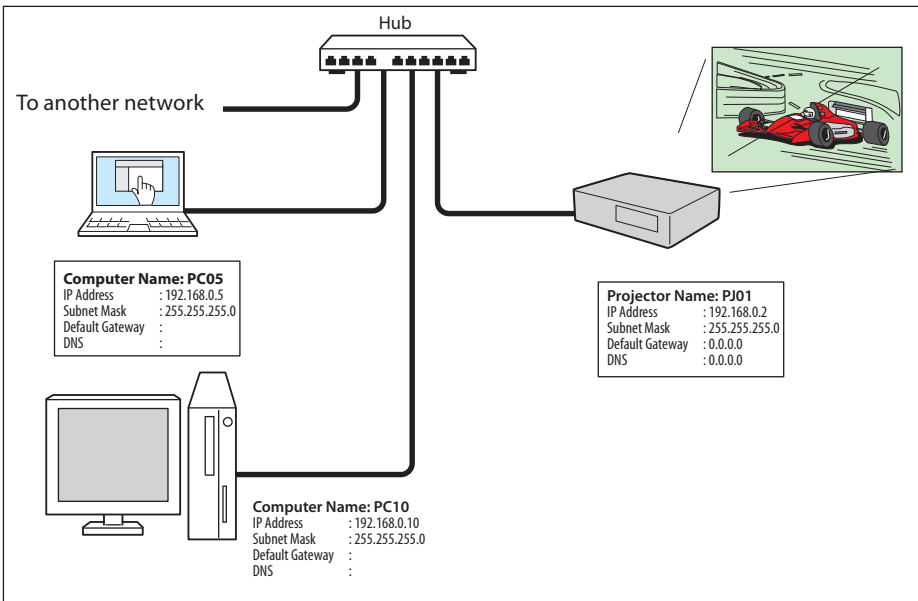 Hub
To another network
Computer Name: PC05
IP Address : 192.168.0.5
Subnet Mask : 255.255.255.0
Default Gateway :
DNS :
Projector Name: PJ01
IP Address : 192.168.0.2
Subnet Mask : 255.255.255.0
Default Gateway : 0.0.0.0
DNS : 0.0.0.0
Computer Name: PC10
IP Address : 192.168.0.10
Subnet Mask : 255.255.255.0
Default Gateway :
DNS :